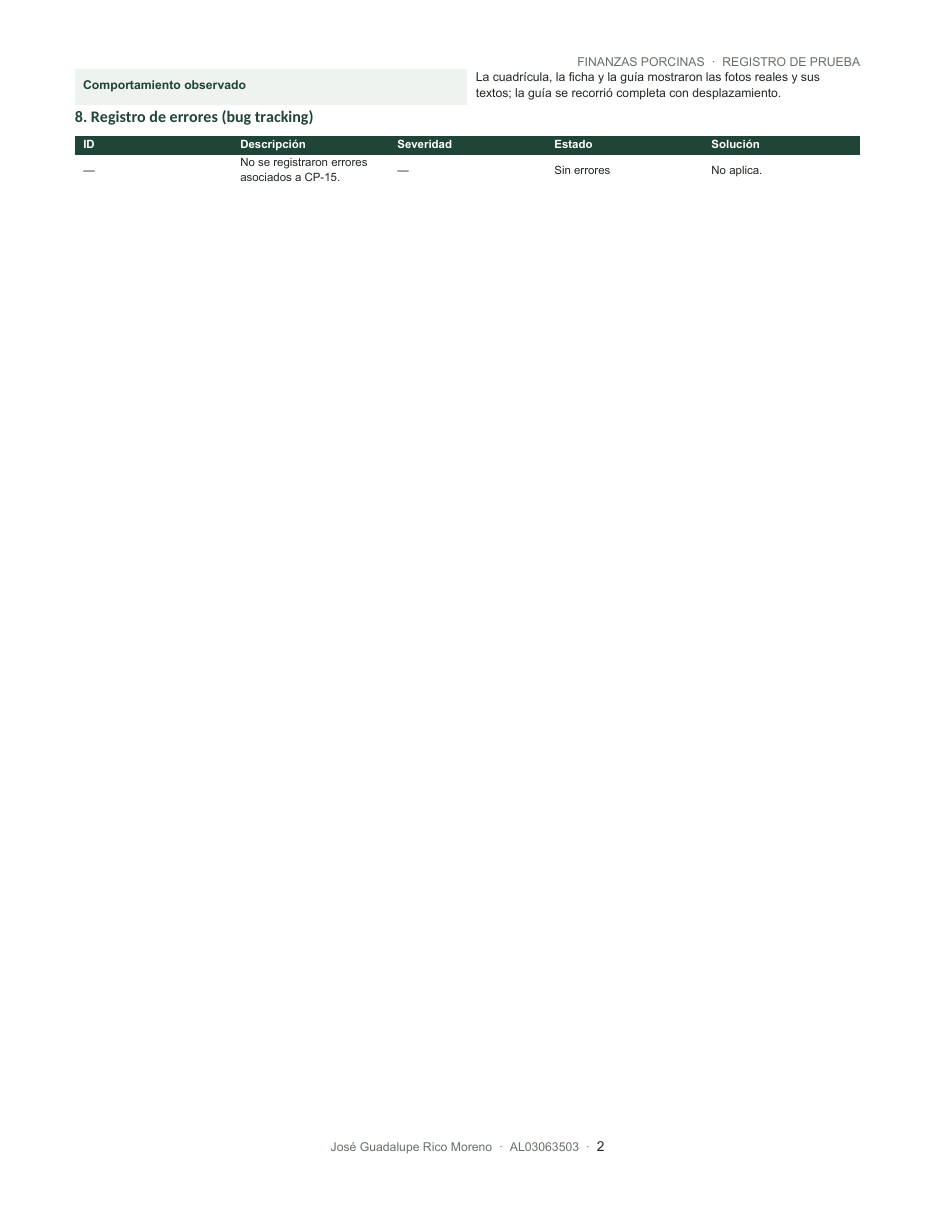 FINANZAS PORCINAS · REGISTRO DE PRUEBA
Comportamiento observado
La cuadrícula, la ficha y la guía mostraron las fotos reales y sus
textos; la guía se recorrió completa con desplazamiento.
8. Registro de errores (bug tracking)
ID Descripción Severidad Estado Solución
— No se registraron errores
asociados a CP-15. — Sin errores No aplica.
José Guadalupe Rico Moreno · AL03063503 · 2